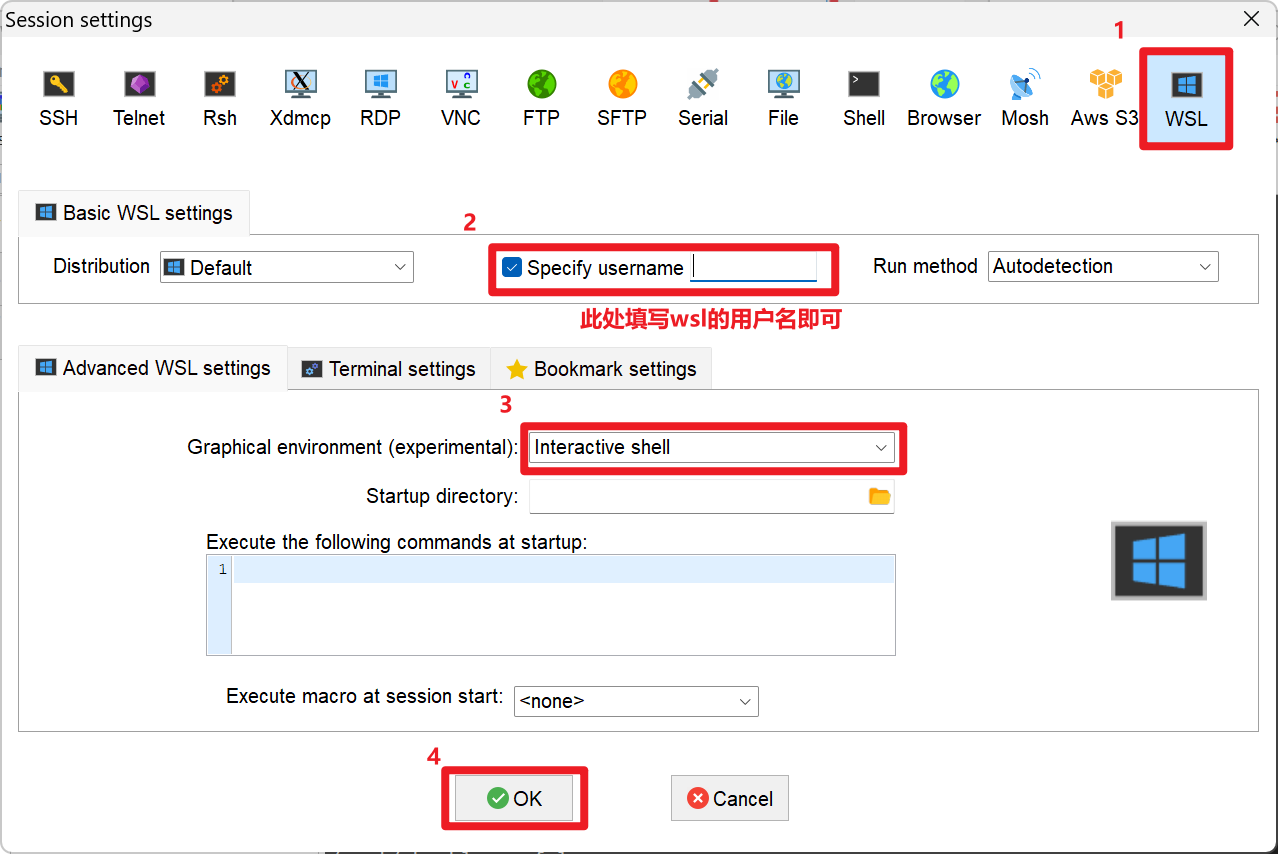 Session settings
1
SSH Telnet Rsh Xdmcp RDP VNC FTP SFTP Serial File Shell Browser Mosh Aws S3 WSL
Basic WSL settings
2
Distribution Default Specify username Run method Autodetection
此处填写wsl的用户名即可
Advanced WSL settings Terminal settings Bookmark settings
3
Graphical environment (experimental): Interactive shell
Startup directory:
Execute the following commands at startup:
1
Execute macro at session start: <none>
4
OK Cancel